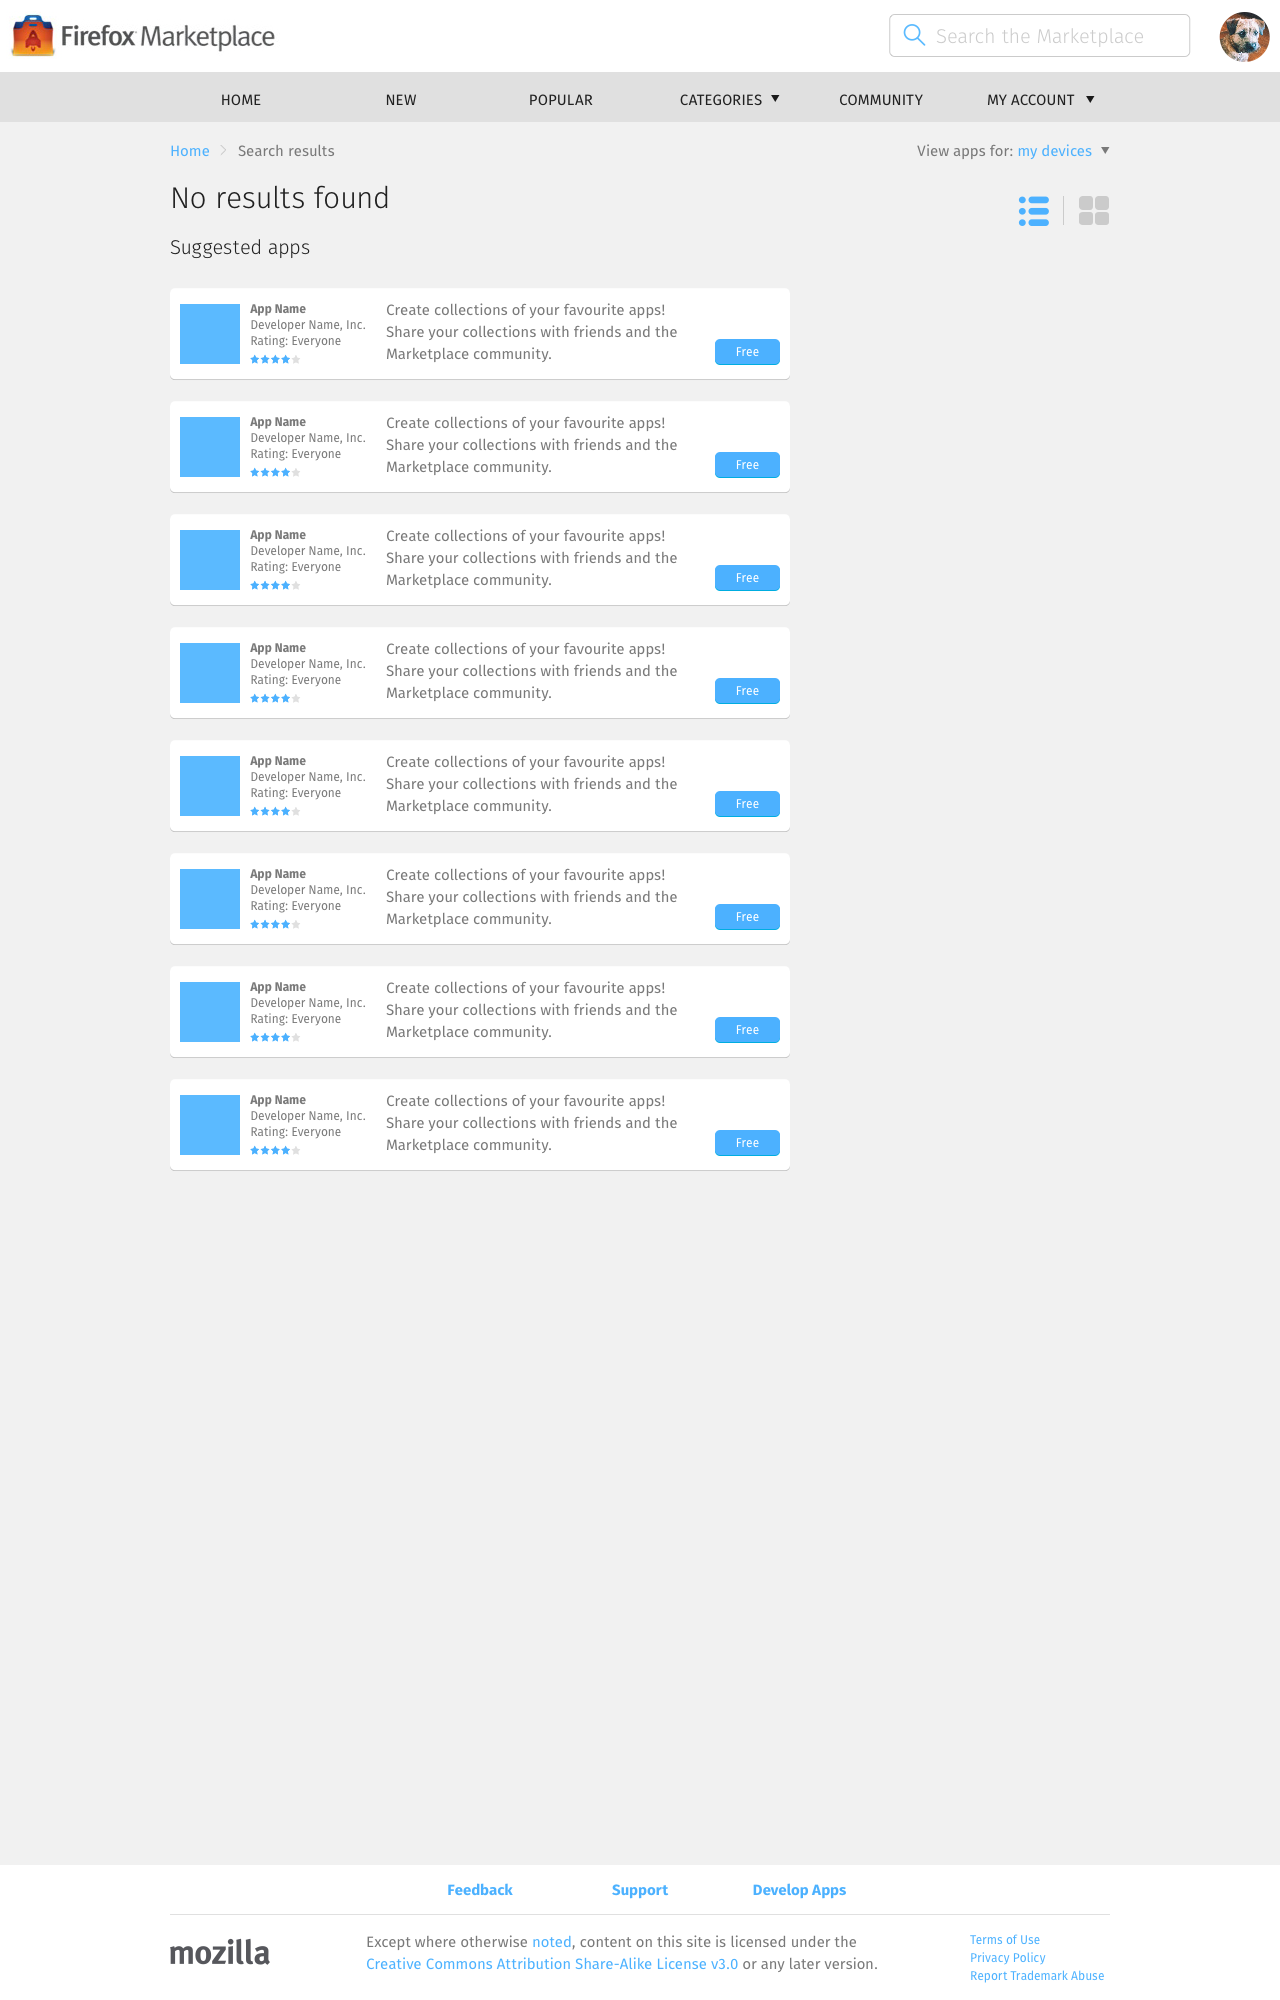 Firefox Marketplace
Search the Marketplace
HOME NEW POPULAR CATEGORIES COMMUNITY MY ACCOUNT
Home Search results View apps for: my devices
No results found
Suggested apps
App Name
Developer Name, Inc.
Rating: Everyone
Create collections of your favourite apps!
Share your collections with friends and the
Marketplace community.
Free
App Name
Developer Name, Inc.
Rating: Everyone
Create collections of your favourite apps!
Share your collections with friends and the
Marketplace community.
Free
App Name
Developer Name, Inc.
Rating: Everyone
Create collections of your favourite apps!
Share your collections with friends and the
Marketplace community.
Free
App Name
Developer Name, Inc.
Rating: Everyone
Create collections of your favourite apps!
Share your collections with friends and the
Marketplace community.
Free
App Name
Developer Name, Inc.
Rating: Everyone
Create collections of your favourite apps!
Share your collections with friends and the
Marketplace community.
Free
App Name
Developer Name, Inc.
Rating: Everyone
Create collections of your favourite apps!
Share your collections with friends and the
Marketplace community.
Free
App Name
Developer Name, Inc.
Rating: Everyone
Create collections of your favourite apps!
Share your collections with friends and the
Marketplace community.
Free
App Name
Developer Name, Inc.
Rating: Everyone
Create collections of your favourite apps!
Share your collections with friends and the
Marketplace community.
Free
Feedback Support Develop Apps
mozilla
Except where otherwise noted, content on this site is licensed under the
Creative Commons Attribution Share-Alike License v3.0 or any later version.
Terms of Use
Privacy Policy
Report Trademark Abuse